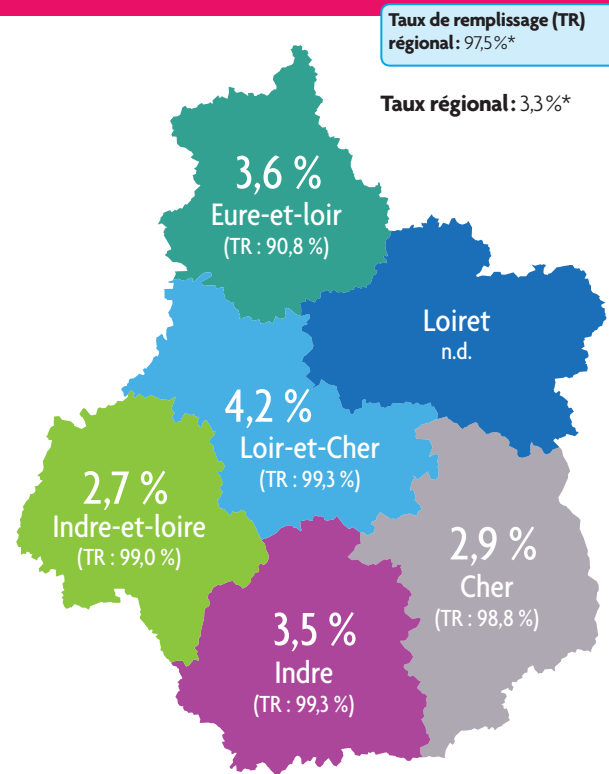 Taux de remplissage (TR)
régional : 97,5%*
Taux régional : 3,3%*
3,6 %
Eure-et-loir
(TR : 90,8 %)
Loiret
n.d.
4,2 %
Loir-et-Cher
(TR : 99,3 %)
2,7 %
Indre-et-loire
(TR : 99,0 %)
2,9 %
Cher
(TR : 98,8 %)
3,5 %
Indre
(TR : 99,3 %)